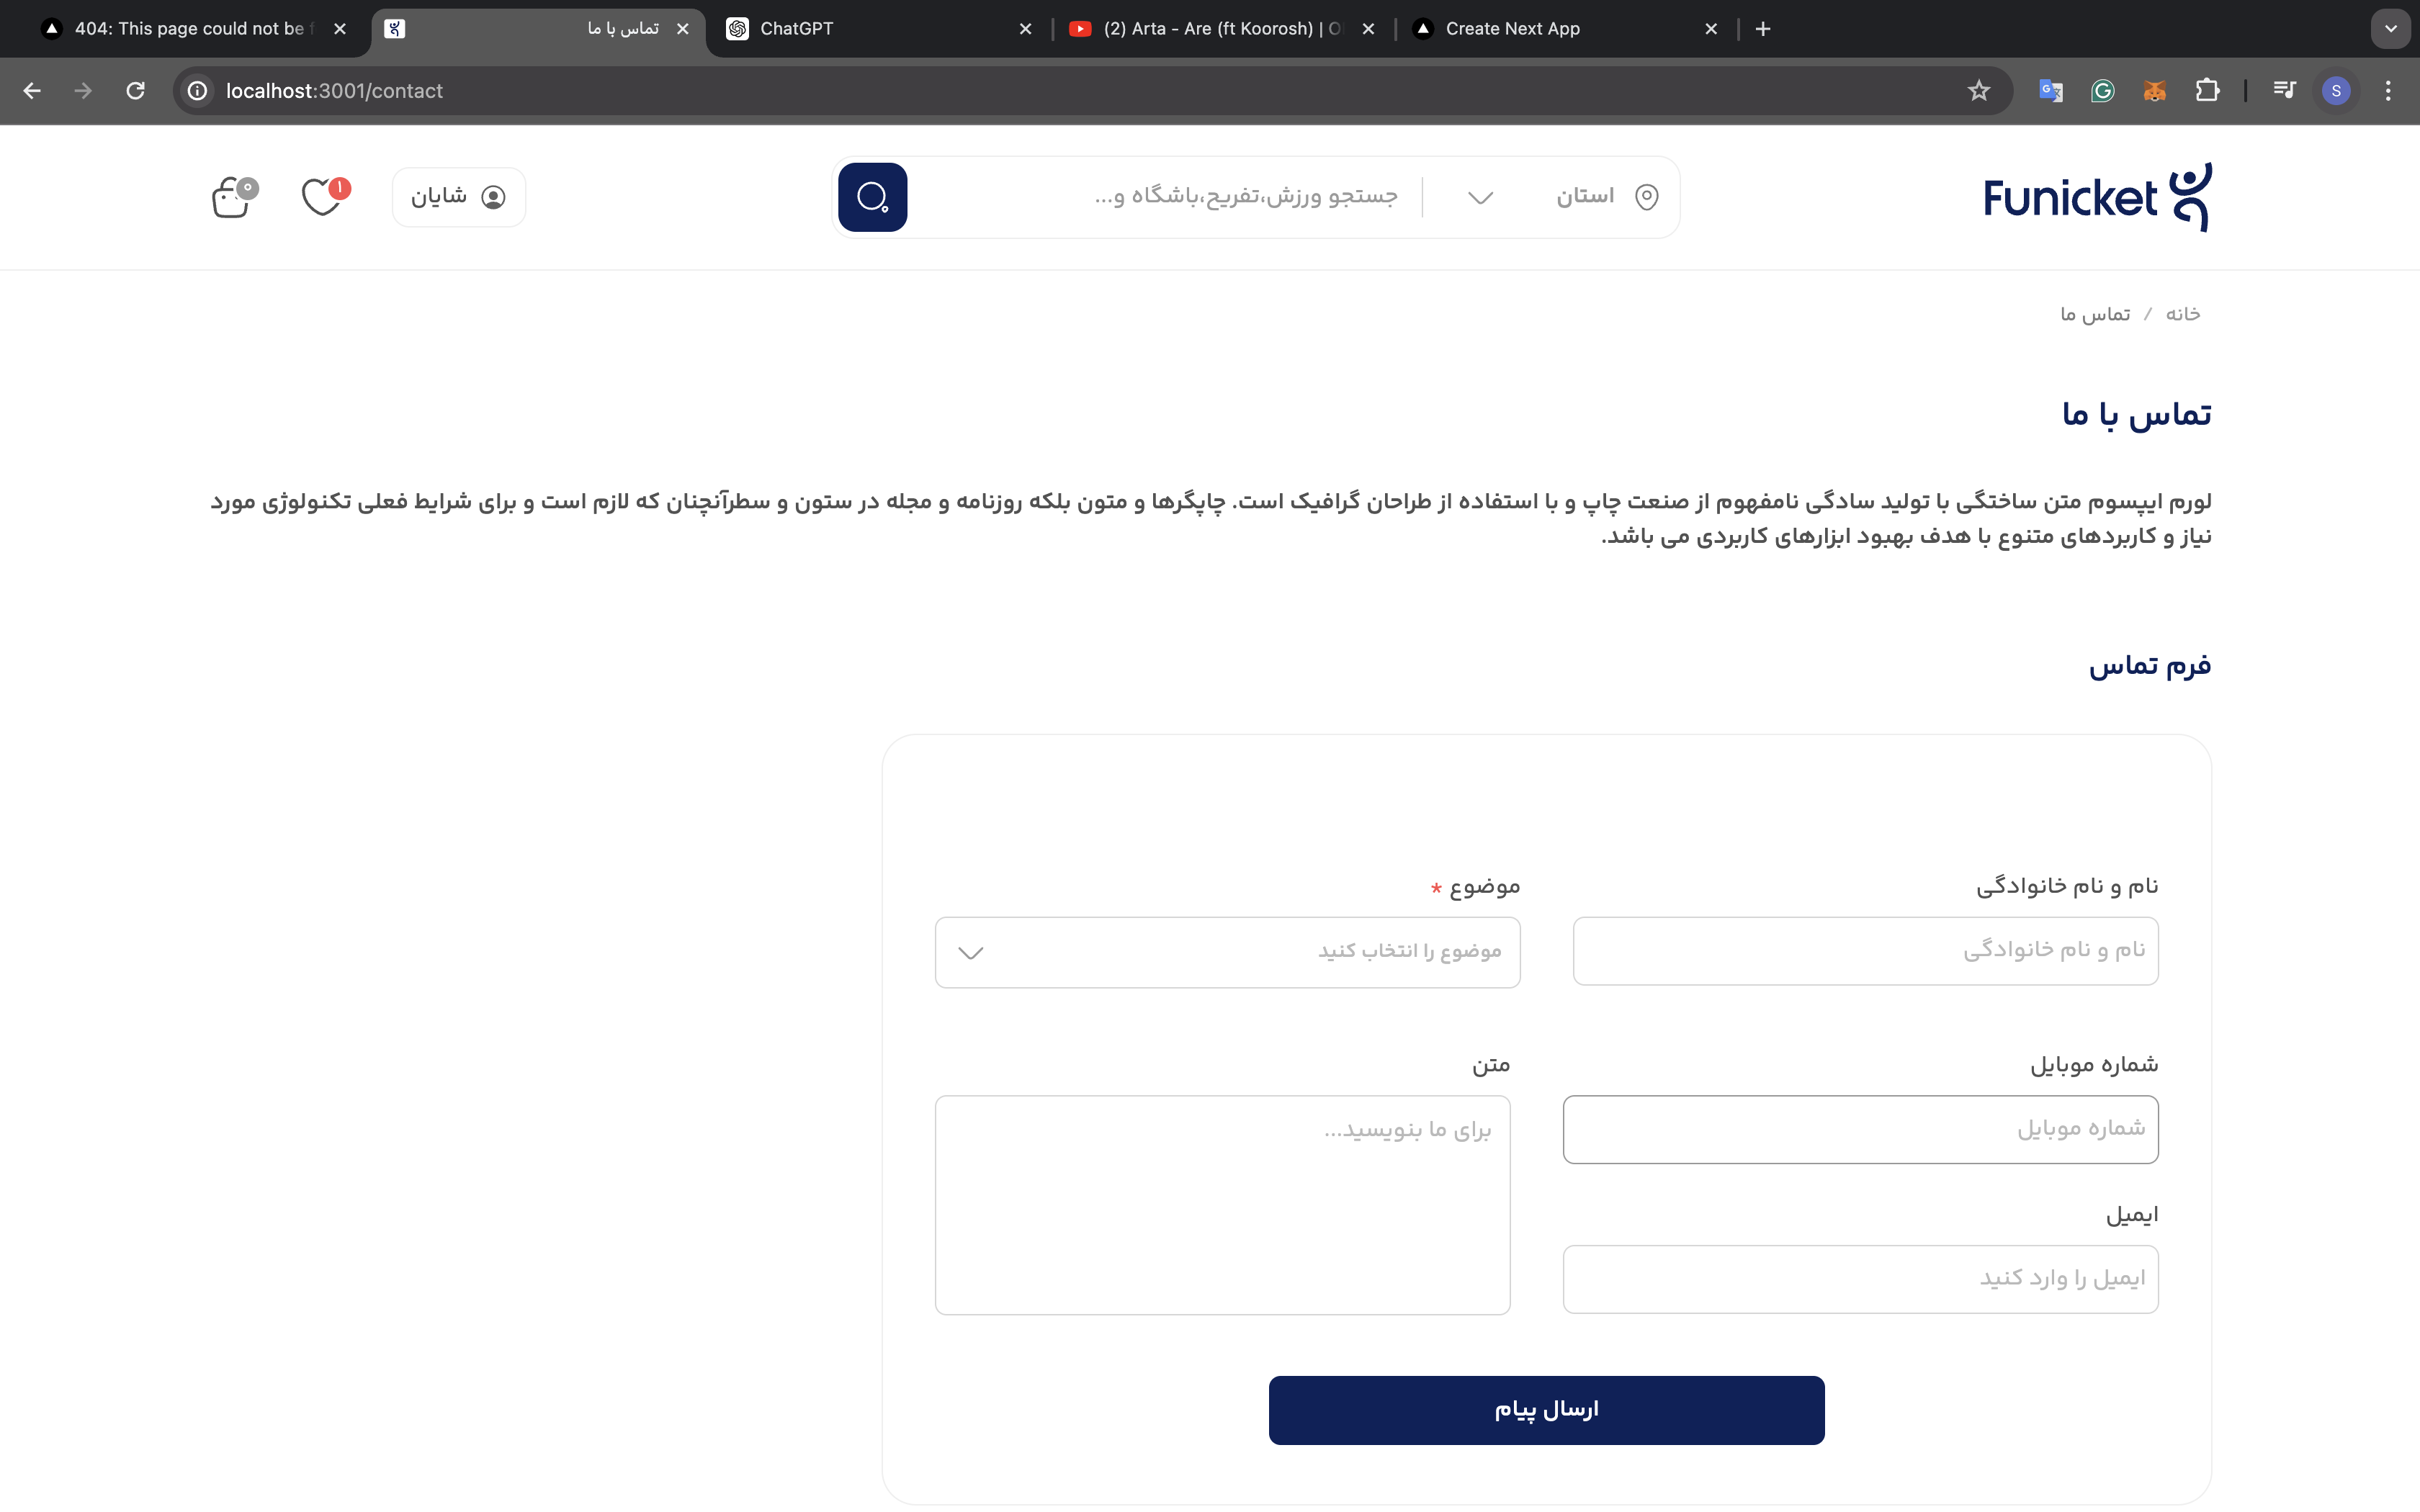 404: This page could not be f
تماس با ما
ChatGPT
(2) Arta - Are (ft Koorosh) | O
Create Next App
localhost:3001/contact
S
Funicket
استان
جستجو ورزش،تفریح،باشگاه و...
شایان
۱
۰
خانه / تماس ما
تماس با ما
لورم ایپسوم متن ساختگی با تولید سادگی نامفهوم از صنعت چاپ و با استفاده از طراحان گرافیک است. چاپگرها و متون بلکه روزنامه و مجله در ستون و سطرآنچنان که لازم است و برای شرایط فعلی تکنولوژی مورد
نیاز و کاربردهای متنوع با هدف بهبود ابزارهای کاربردی می باشد.
فرم تماس
نام و نام خانوادگی
نام و نام خانوادگی
موضوع *
موضوع را انتخاب کنید
شماره موبایل
شماره موبایل
متن
برای ما بنویسید...
ایمیل
ایمیل را وارد کنید
ارسال پیام